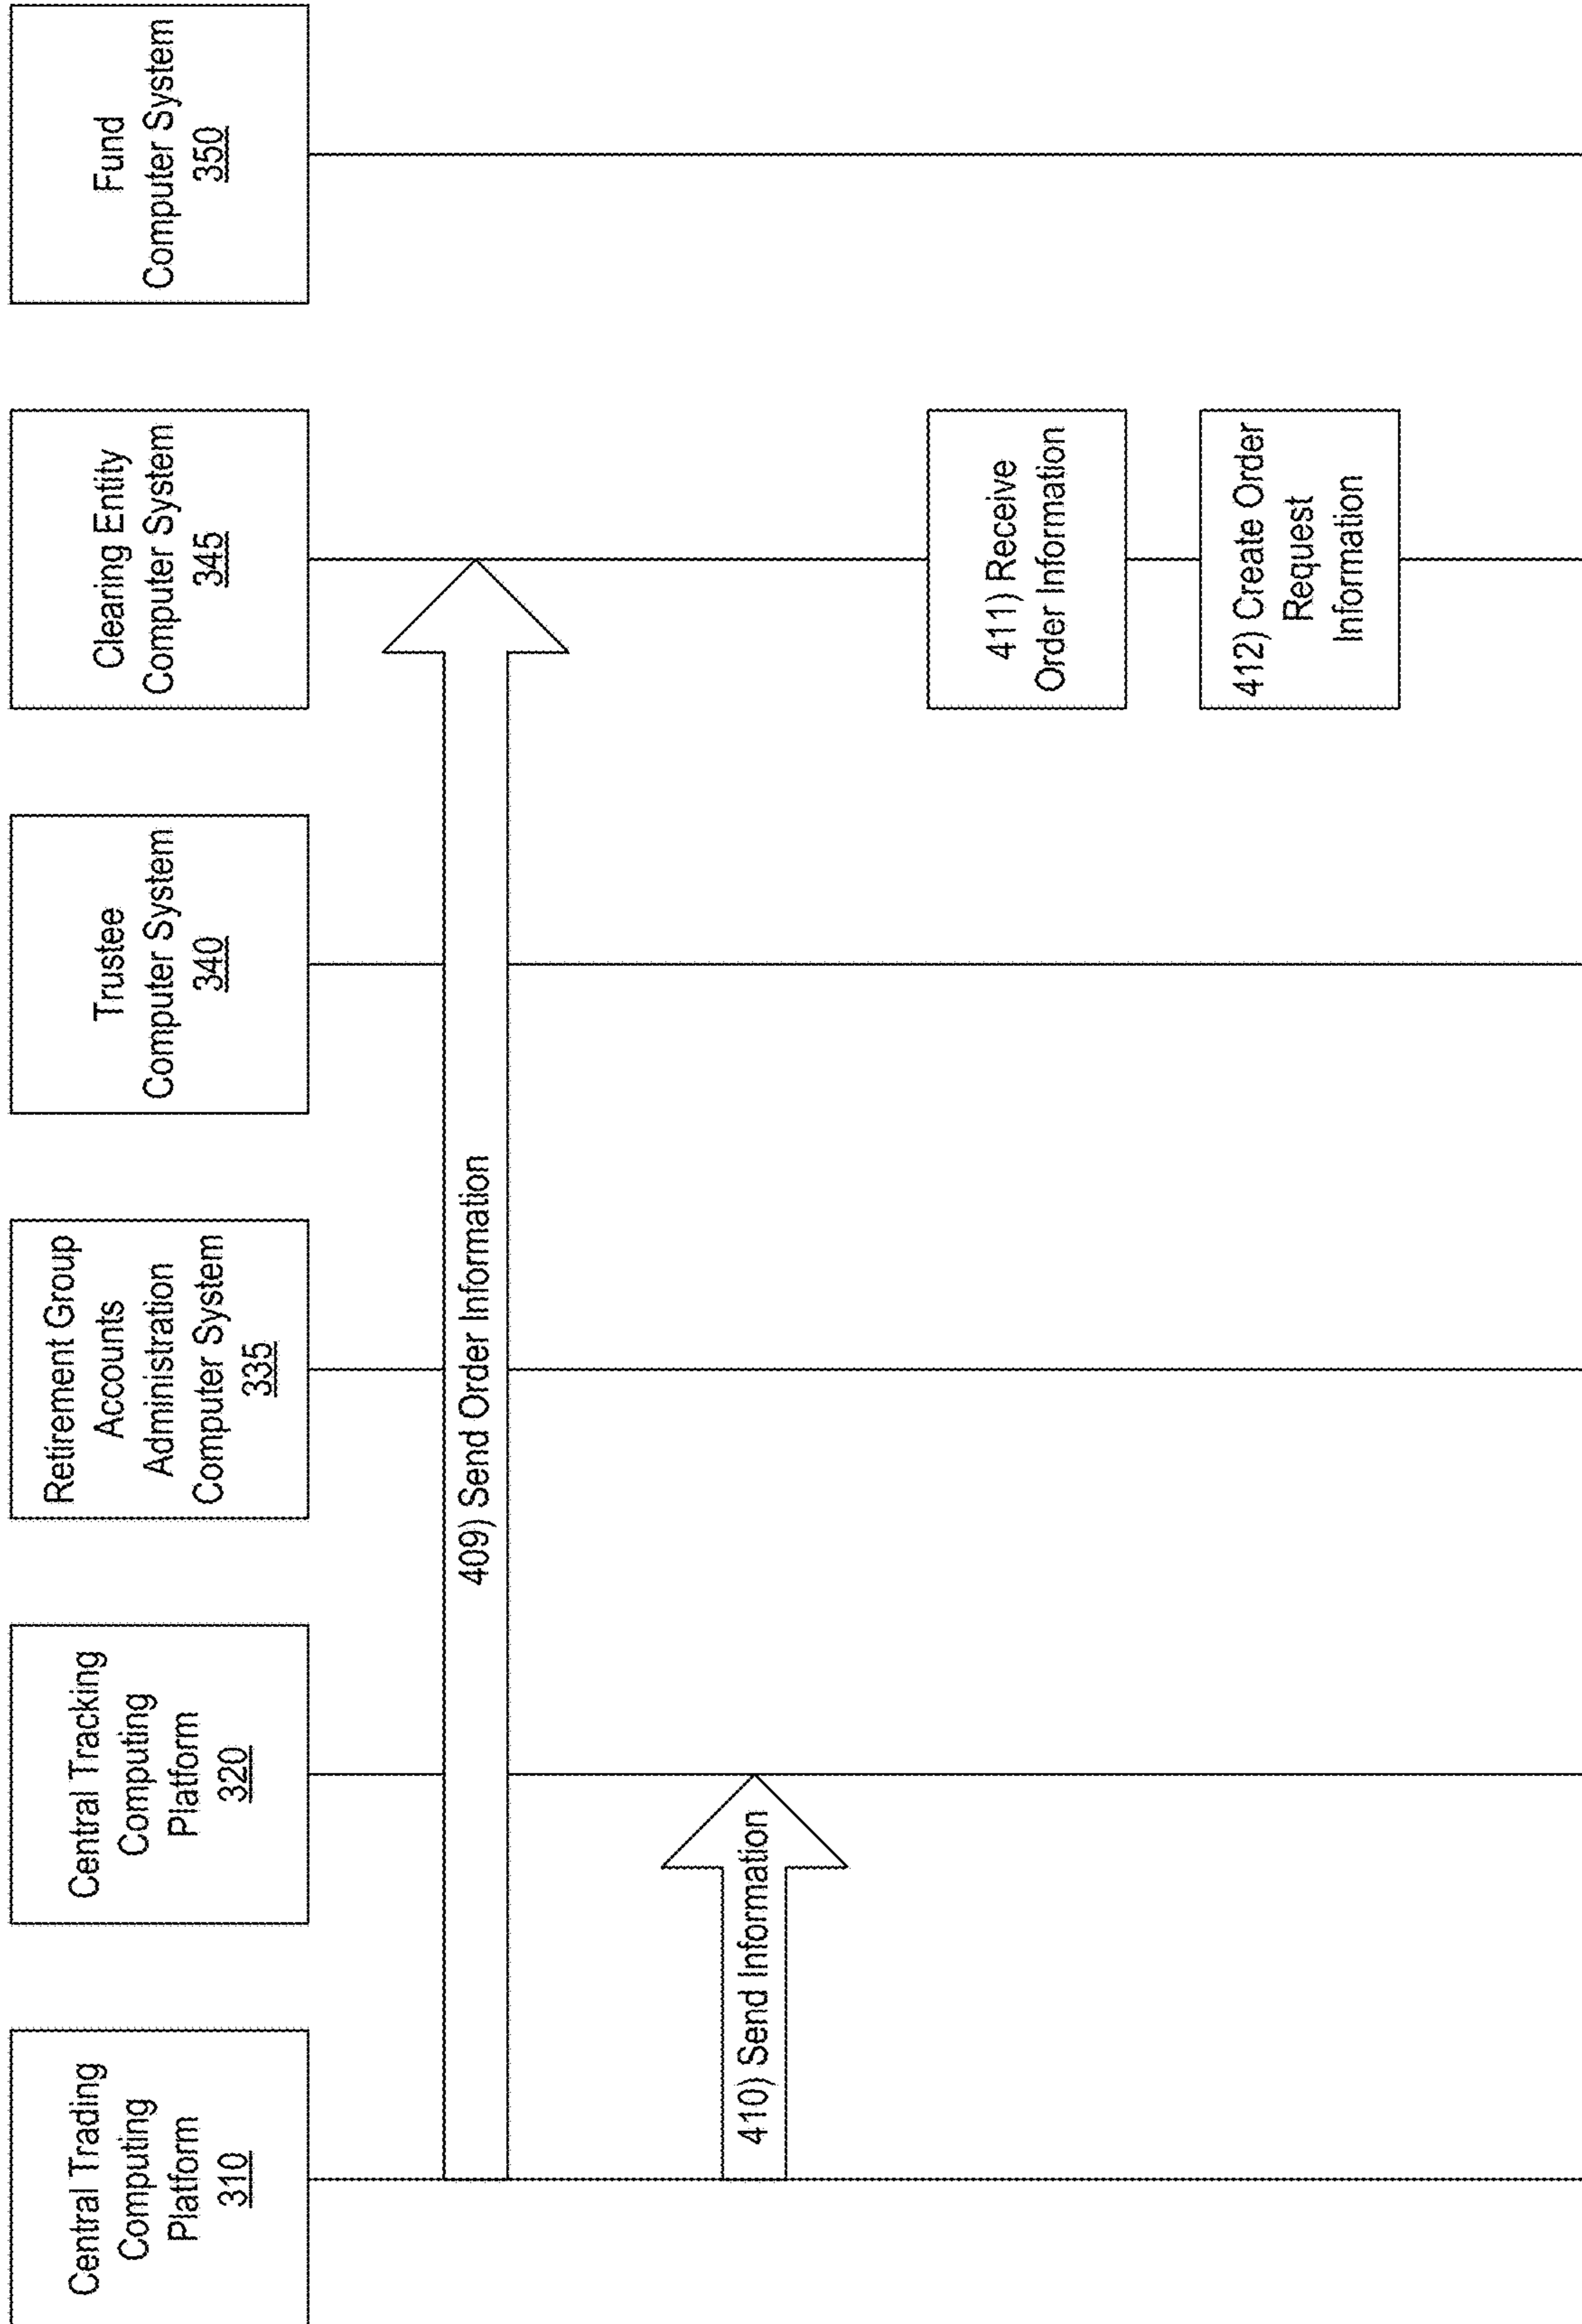 Central Trading
Computing
Platform
310
Central Tracking
Computing
Platform
320
Retirement Group
Accounts
Administration
Computer System
335
Trustee
Computer System
340
Clearing Entity
Computer System
345
Fund
Computer System
350
409) Send Order Information
410) Send Information
411) Receive
Order Information
412) Create Order
Request
Information